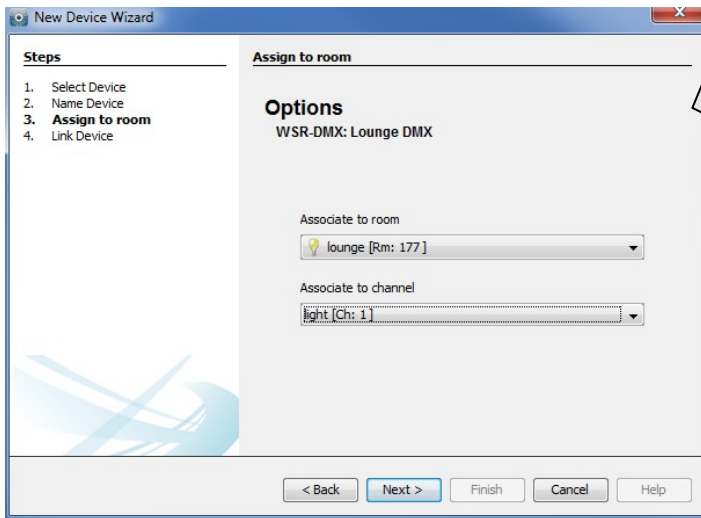 New Device Wizard
X
Steps
1. Select Device
2. Name Device
3. Assign to room
4. Link Device
Assign to room
Options
WSR-DMX: Lounge DMX
Associate to room
lounge [Rm: 177]
Associate to channel
light [Ch: 1]
< Back Next > Finish Cancel Help